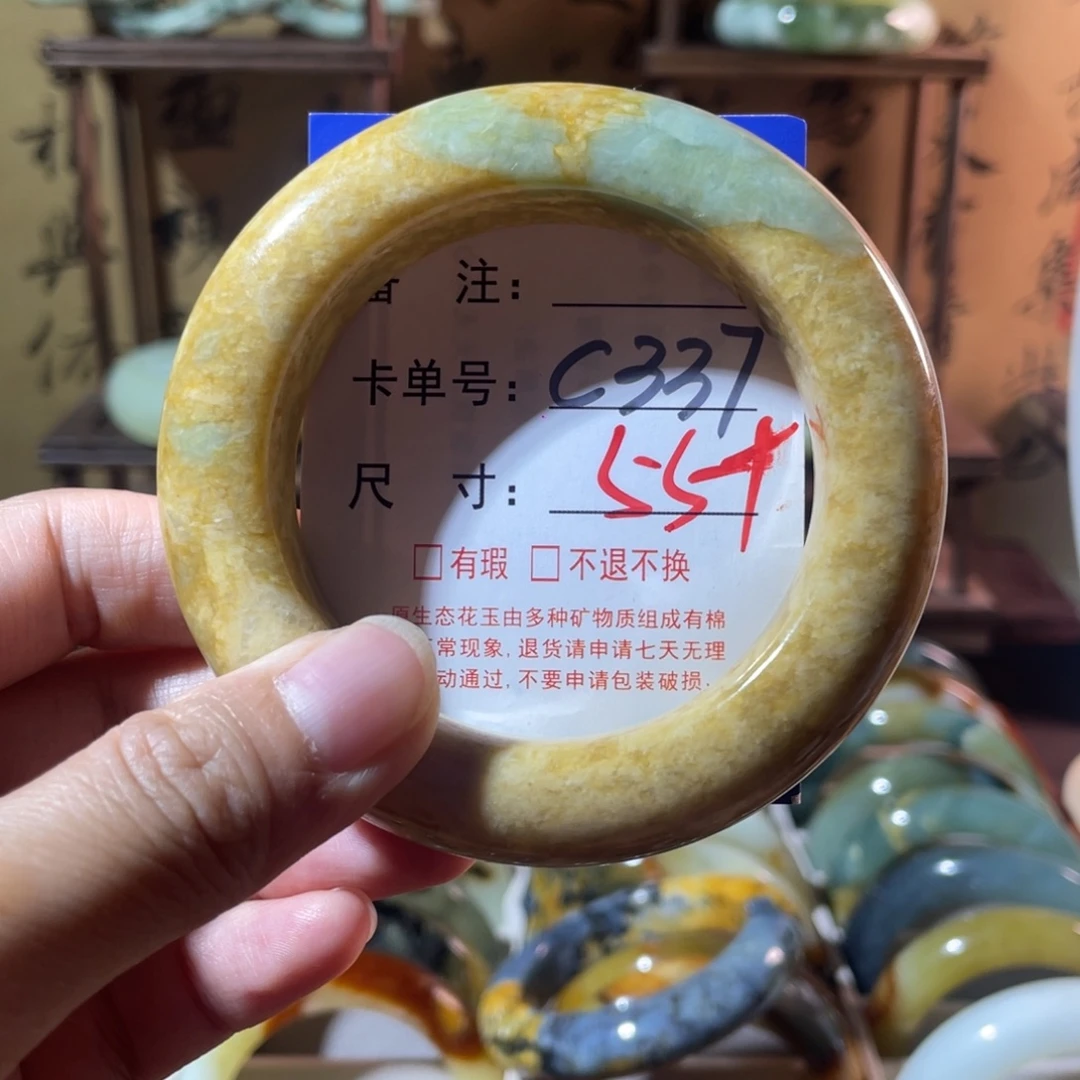 备 注：
卡单号：C337
尺 寸：55+
□有瑕 □不退不换
原生态花玉由多种矿物质组成有棉
常现象, 退货请申请七天无理
动通过, 不要申请包装破损.